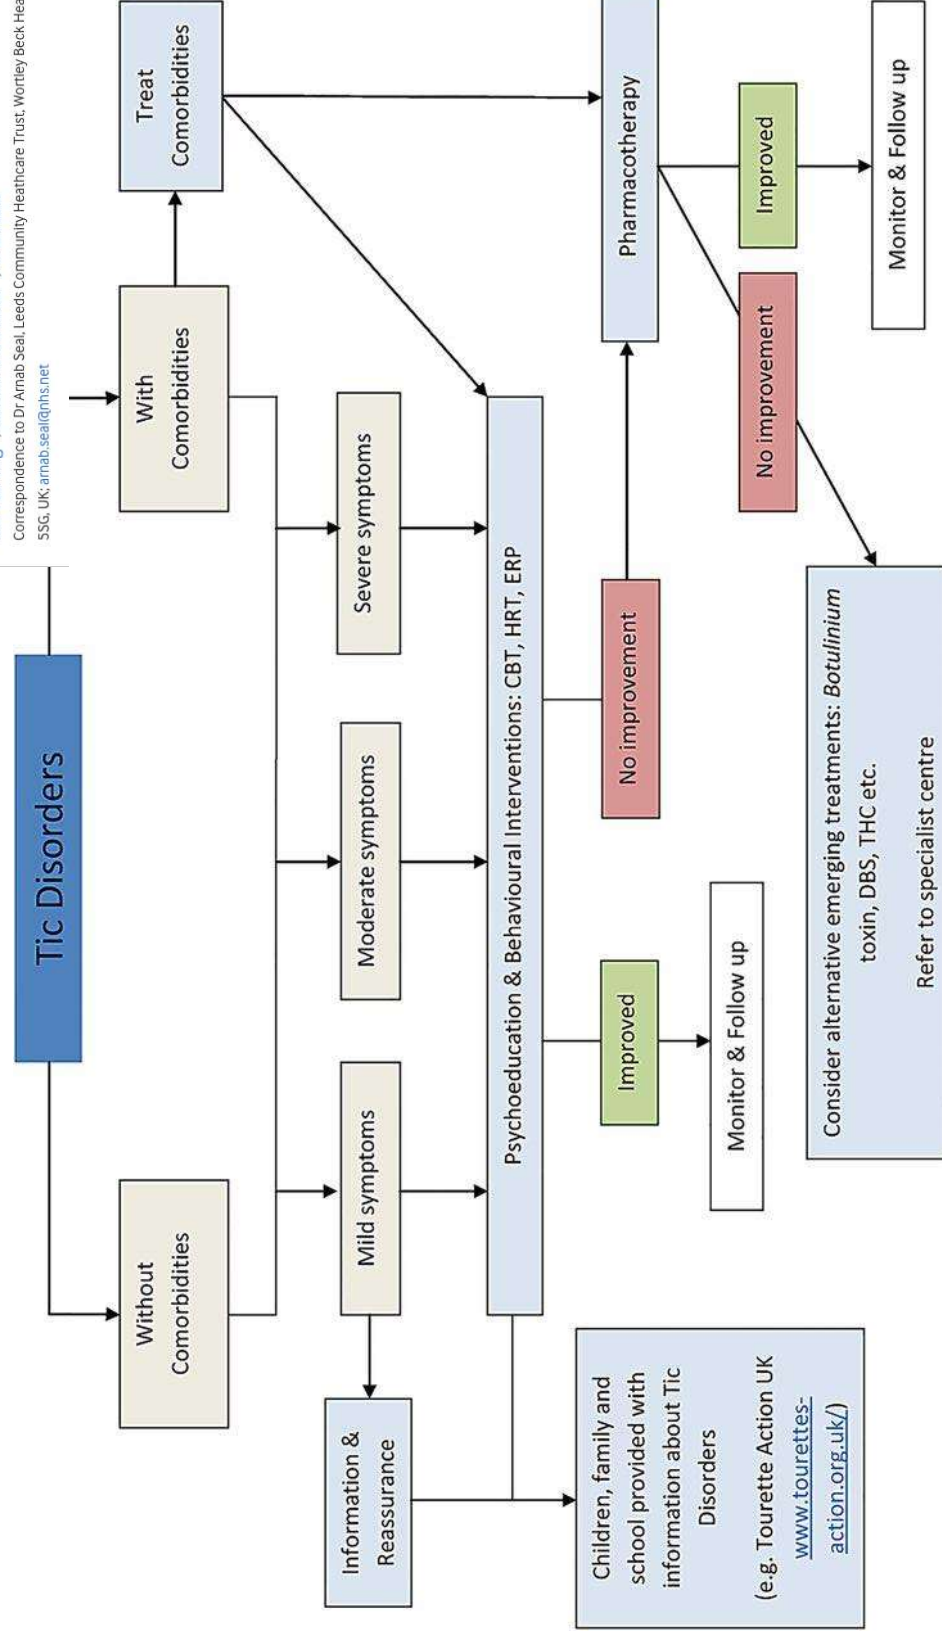 Correspondence to Dr Arnab Seal, Leeds Community Heathcare Trust, Wortley Beck Hea
5SG, UK; arnab.seal@nhs.net
Tic Disorders
Without
Comorbidities
With
Comorbidities
Treat
Comorbidities
Information &
Reassurance
Mild symptoms
Moderate symptoms
Severe symptoms
Psychoeducation & Behavioural Interventions: CBT, HRT, ERP
Children, family and
school provided with
information about Tic
Disorders
(e.g. Tourette Action UK
www.tourettes-
action.org.uk/)
Improved
No improvement
Pharmacotherapy
Monitor & Follow up
No improvement
Improved
Consider alternative emerging treatments: Botulinium
toxin, DBS, THC etc.
Refer to specialist centre
Monitor & Follow up